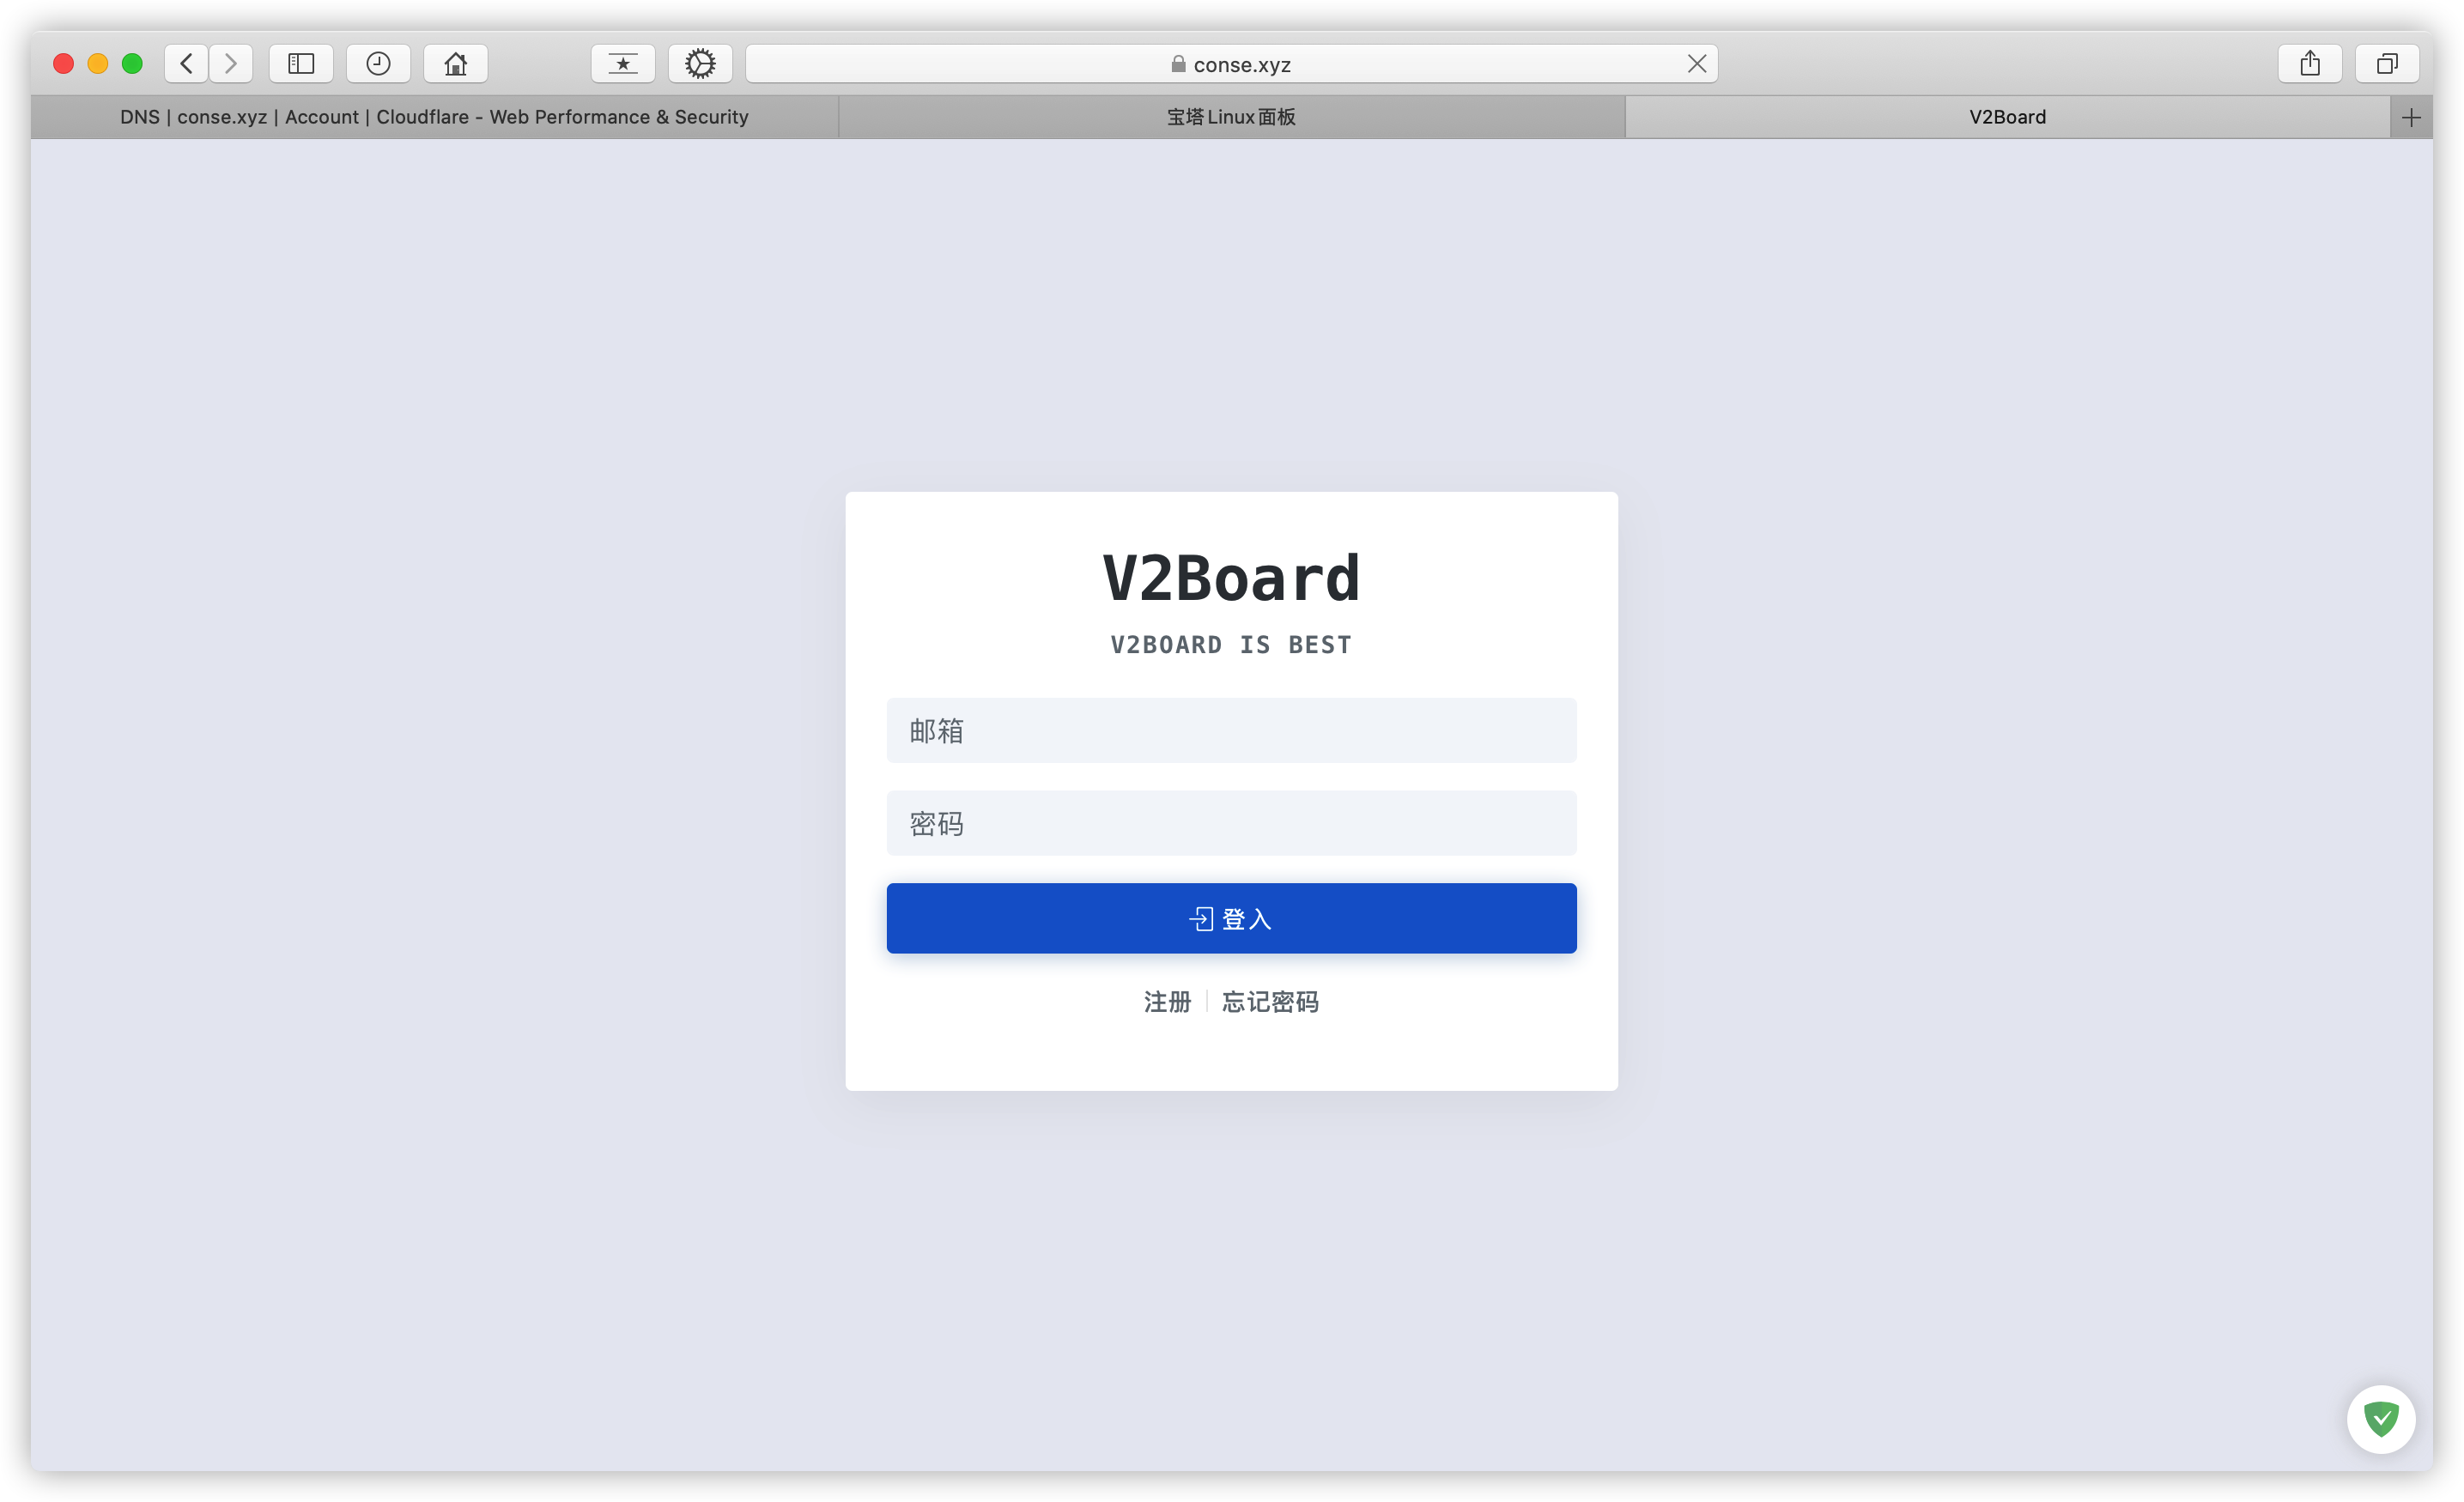 conse.xyz
DNS | conse.xyz | Account | Cloudflare - Web Performance & Security
宝塔Linux面板
V2Board
V2Board
V2BOARD IS BEST
邮箱
密码
登入
注册
忘记密码